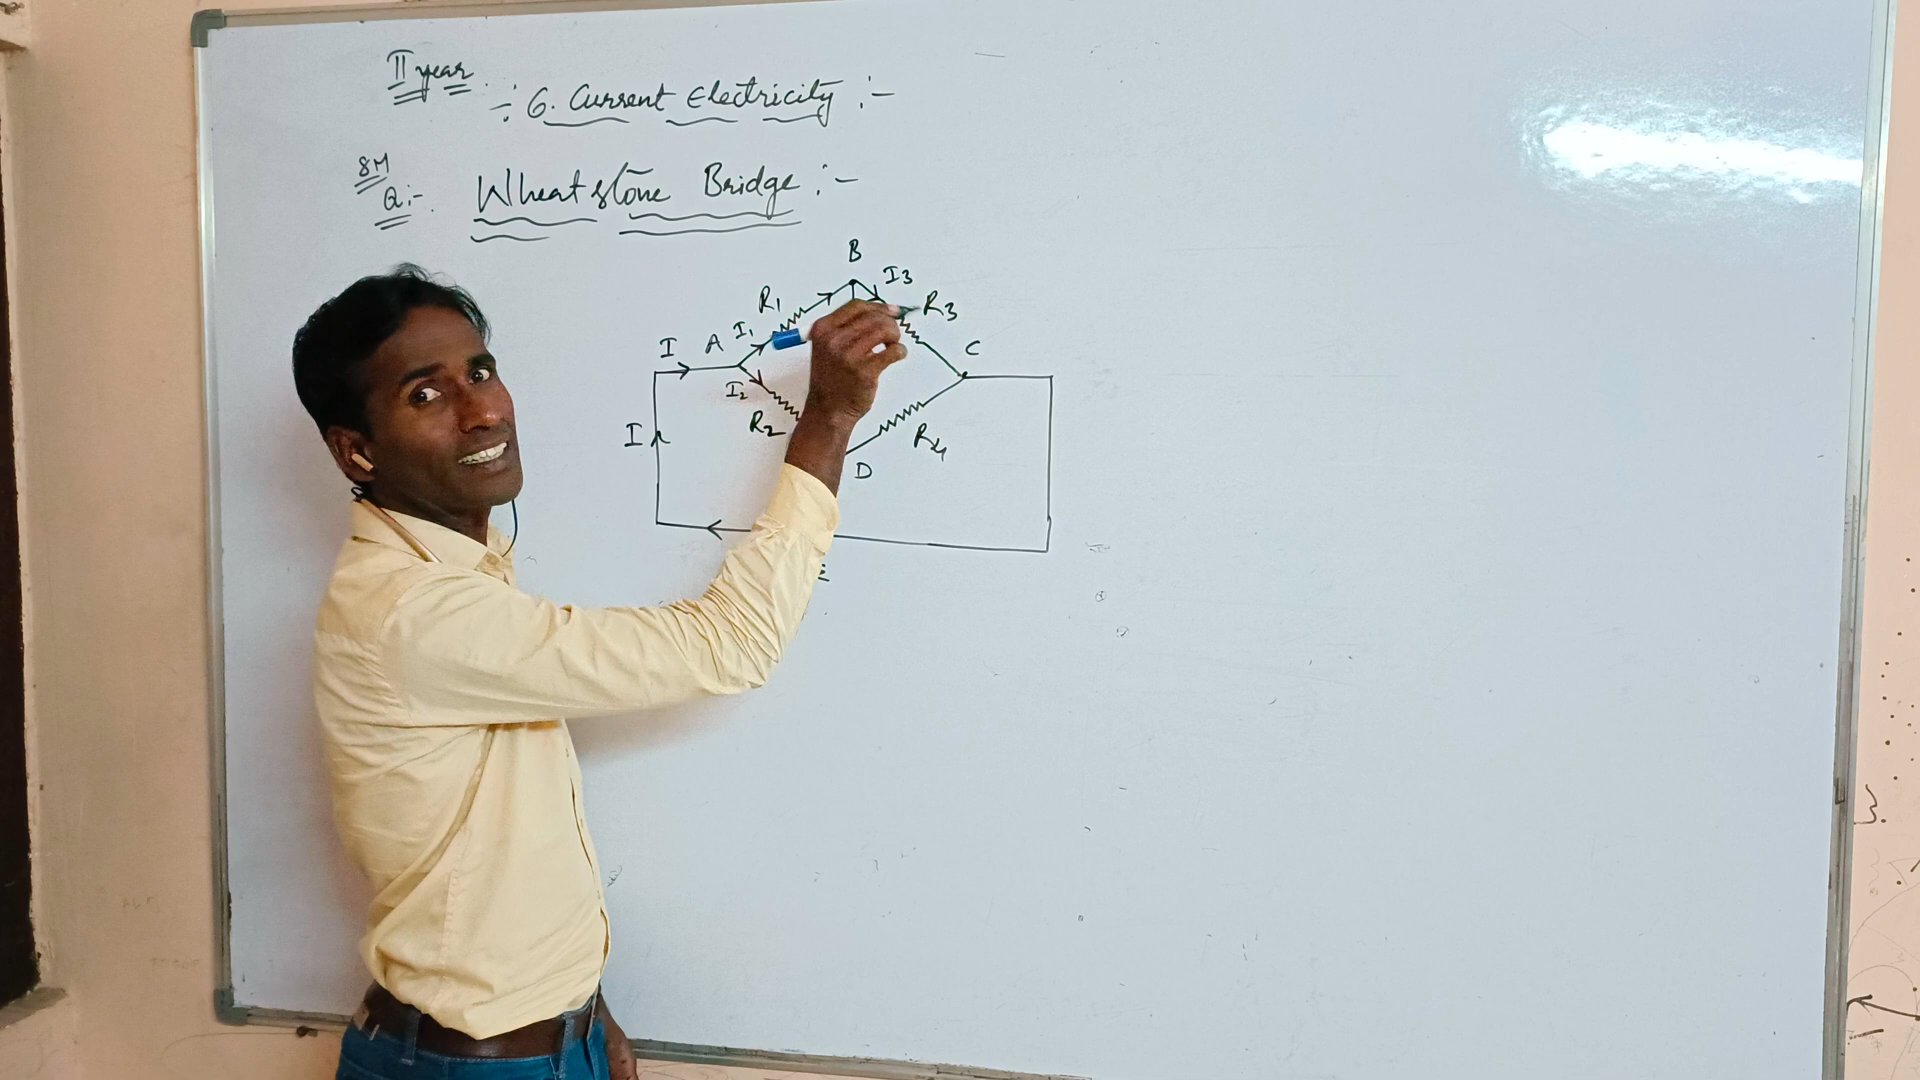 II year
-: 6. Current Electricity :-
8M
Q:- Wheatstone Bridge :-
B
I3
R1
R3
I1
I A
C
I2
R2
I
R4
D